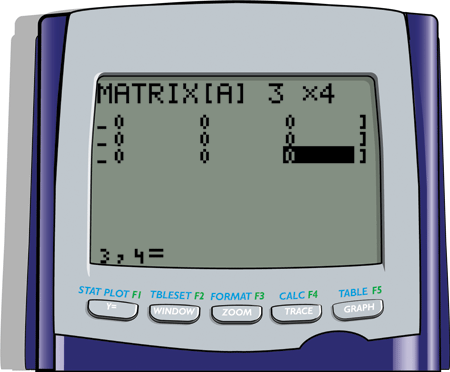 MATRIX[A] 3 ×4
– 0 0 0 ]
– 0 0 0 ]
– 0 0 0 ]
3,4=
STAT PLOT F1 TBLESET F2 FORMAT F3 CALC F4 TABLE F5
Y= WINDOW ZOOM TRACE GRAPH